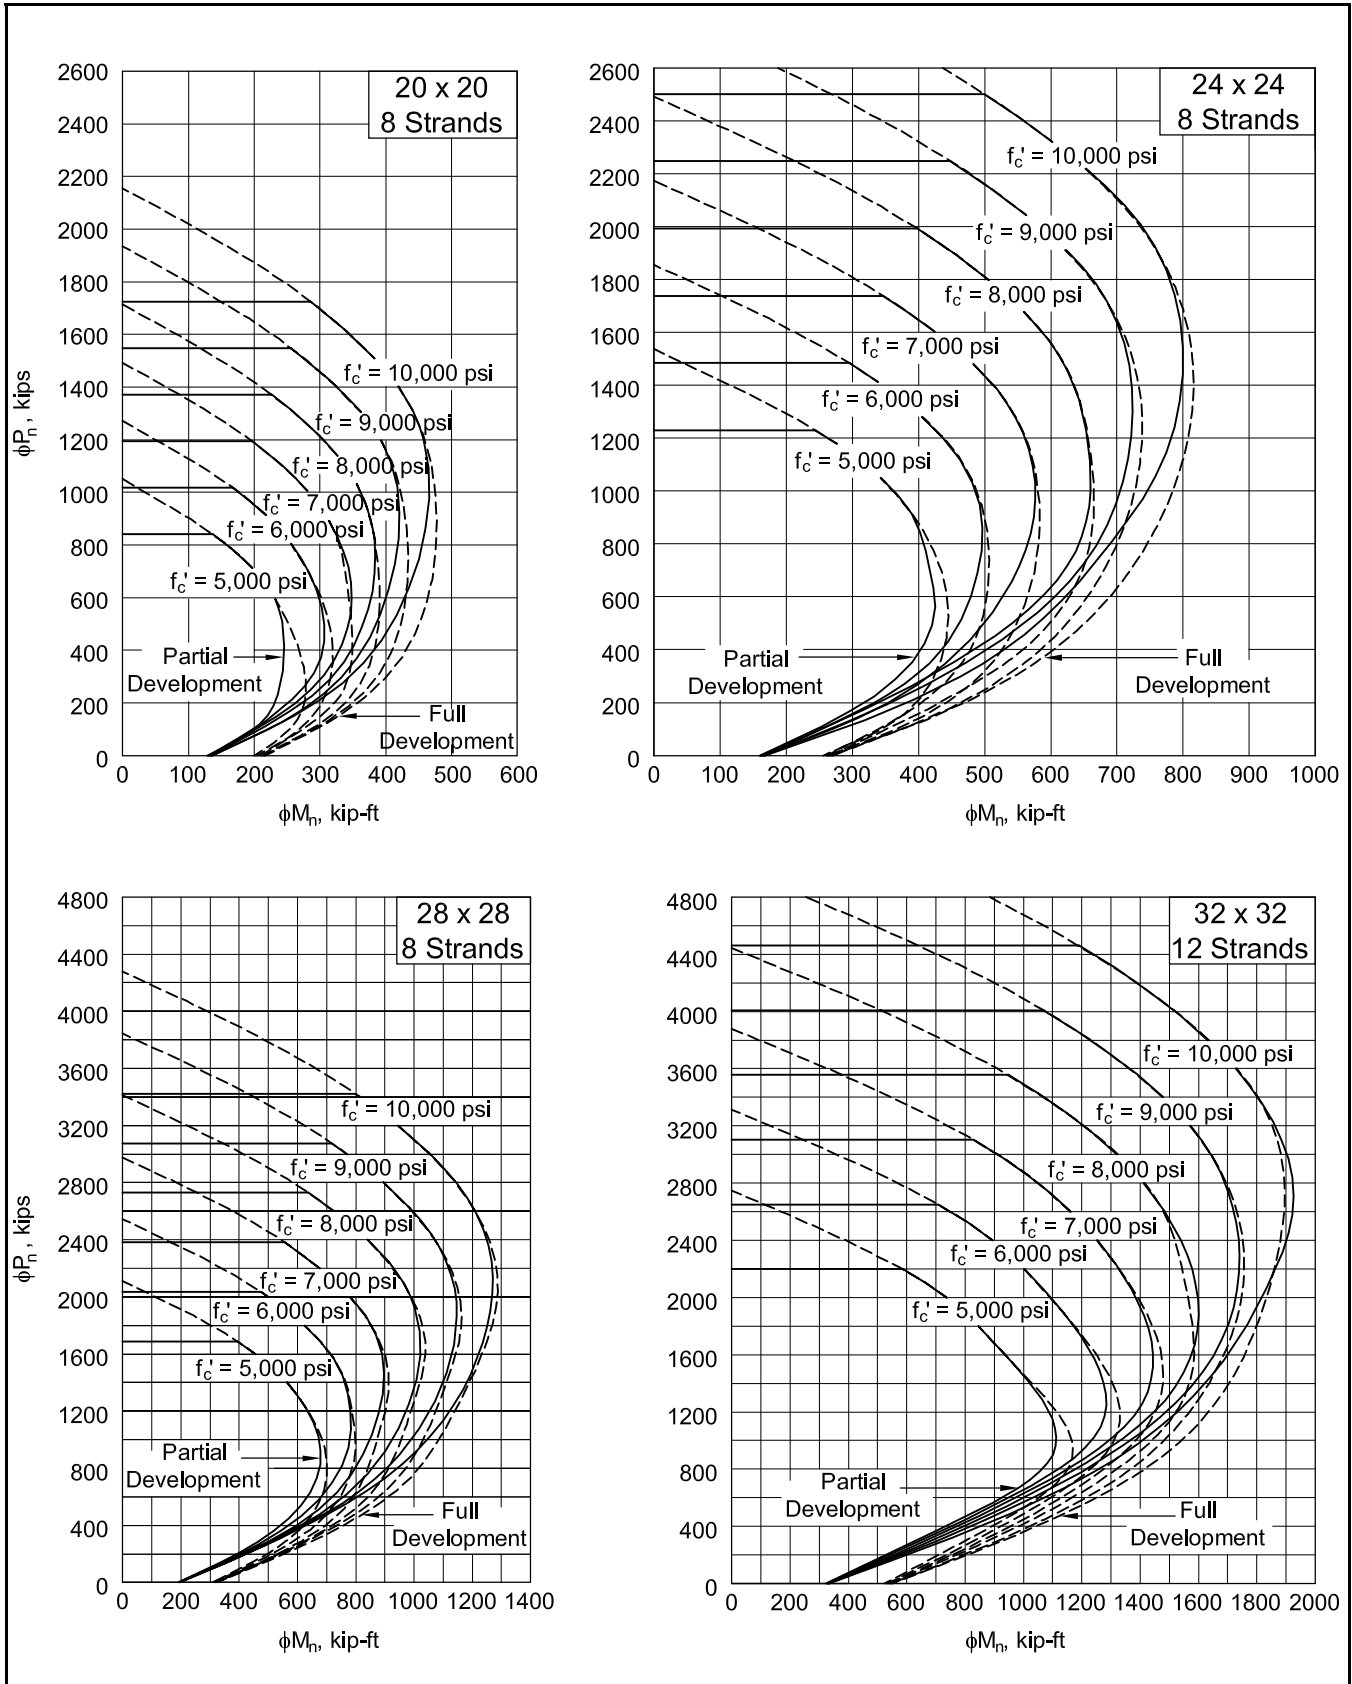 20 x 20
8 Strands
2600
2400
2200
2000
1800
1600
1400
1200
1000
800
600
400
200
0
ϕPn , kips
fc' = 10,000 psi
fc' = 9,000 psi
fc' = 8,000 psi
fc' = 7,000 psi
fc' = 6,000 psi
fc' = 5,000 psi
Partial
Development
Full
Development
0 100 200 300 400 500 600
ϕMn, kip-ft
24 x 24
8 Strands
2600
2400
2200
2000
1800
1600
1400
1200
1000
800
600
400
200
0
fc' = 10,000 psi
fc' = 9,000 psi
fc' = 8,000 psi
fc' = 7,000 psi
fc' = 6,000 psi
fc' = 5,000 psi
Partial
Development
Full
Development
0 100 200 300 400 500 600 700 800 900 1000
ϕMn, kip-ft
28 x 28
8 Strands
4800
4400
4000
3600
3200
2800
2400
2000
1600
1200
800
400
0
ϕPn , kips
fc' = 10,000 psi
fc' = 9,000 psi
fc' = 8,000 psi
fc' = 7,000 psi
fc' = 6,000 psi
fc' = 5,000 psi
Partial
Development
Full
Development
0 200 400 600 800 1000 1200 1400
ϕMn, kip-ft
32 x 32
12 Strands
4800
4400
4000
3600
3200
2800
2400
2000
1600
1200
800
400
0
fc' = 10,000 psi
fc' = 9,000 psi
fc' = 8,000 psi
fc' = 7,000 psi
fc' = 6,000 psi
fc' = 5,000 psi
Partial
Development
Full
Development
0 200 400 600 800 1000 1200 1400 1600 1800 2000
ϕMn, kip-ft